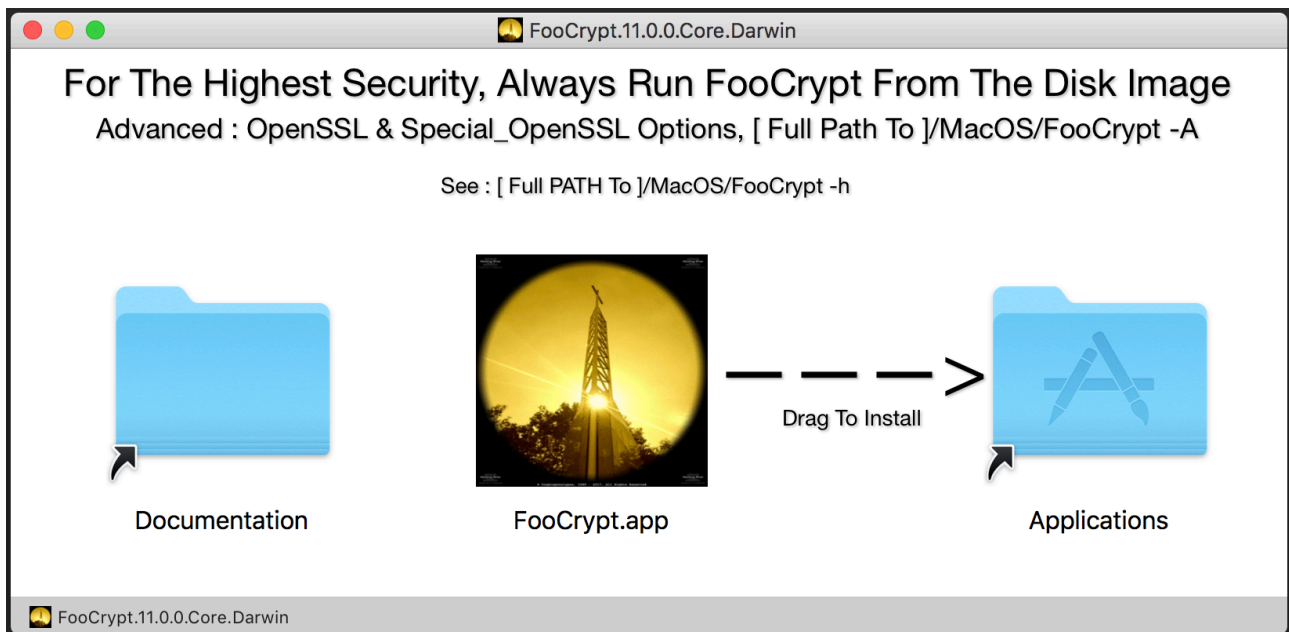 FooCrypt.11.0.0.Core.Darwin
For The Highest Security, Always Run FooCrypt From The Disk Image
Advanced : OpenSSL & Special_OpenSSL Options, [ Full Path To ]/MacOS/FooCrypt -A
See : [ Full PATH To ]/MacOS/FooCrypt -h
Drag To Install
Documentation
FooCrypt.app
Applications
FooCrypt.11.0.0.Core.Darwin